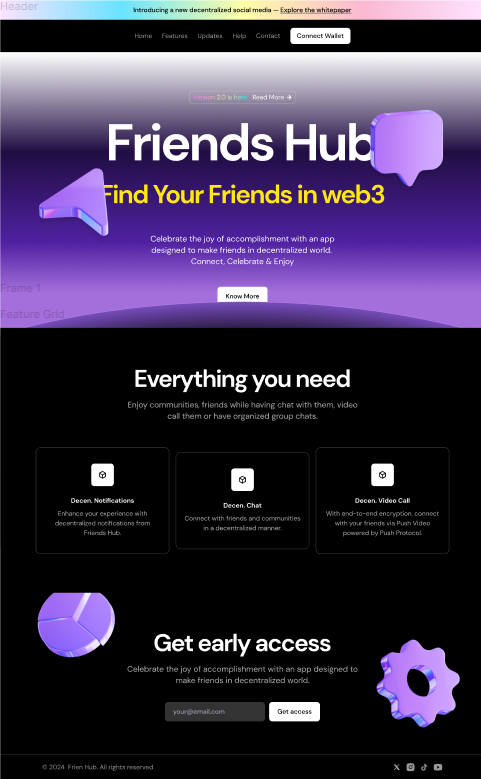 Header
Introducing a new decentralized social media — Explore the whitepaper
Home Features Updates Help Contact Connect Wallet
Version 2.0 is here Read More →
Friends Hub
Find Your Friends in web3
Celebrate the joy of accomplishment with an app
designed to make friends in decentralized world.
Connect, Celebrate & Enjoy
Frame 1
Know More
Feature Grid
Everything you need
Enjoy communities, friends while having chat with them, video
call them or have organized group chats.
Decen. Notifications
Enhance your experience with
decentralized notifications from
Friends Hub.
Decen. Chat
Connect with friends and communities
in a decentralized manner.
Decen. Video Call
With end-to-end encryption, connect
with your friends via Push Video
powered by Push Protocol.
Get early access
Celebrate the joy of accomplishment with an app designed to
make friends in decentralized world.
your@email.com Get access
© 2024 Frien Hub. All rights reserved